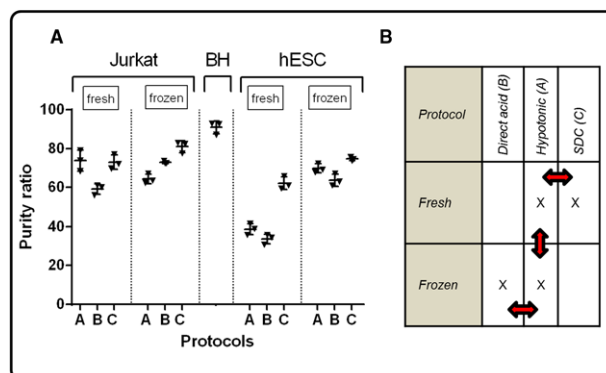 A
Jurkat BH hESC
fresh frozen fresh frozen
100
80
60
40
20
0
Purity ratio
A B C A B C A B C A B C
Protocols
B
Protocol Direct acid (B) Hypotonic (A) SDC (C)
Fresh X X
Frozen X X